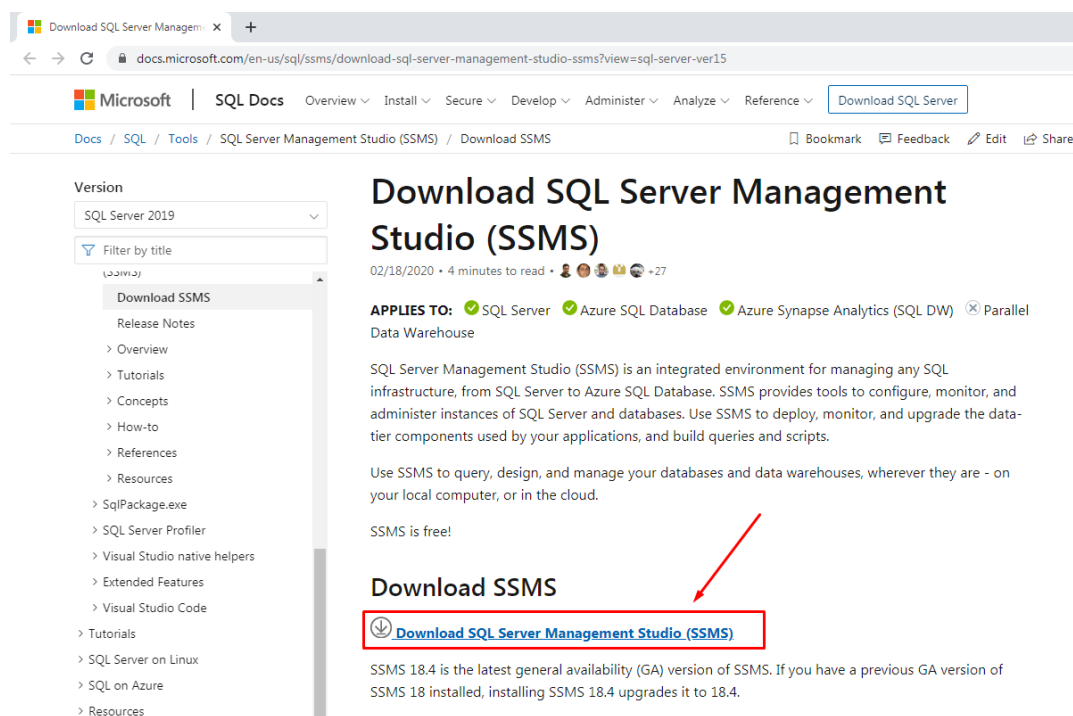 Download SQL Server Managem
docs.microsoft.com/en-us/sql/ssms/download-sql-server-management-studio-ssms?view=sql-server-ver15
Microsoft SQL Docs Overview Install Secure Develop Administer Analyze Reference Download SQL Server
Docs / SQL / Tools / SQL Server Management Studio (SSMS) / Download SSMS Bookmark Feedback Edit Share
Version
SQL Server 2019
Filter by title
(SSMS)
Download SSMS
Release Notes
> Overview
> Tutorials
> Concepts
> How-to
> References
> Resources
> SqlPackage.exe
> SQL Server Profiler
> Visual Studio native helpers
> Extended Features
> Visual Studio Code
> Tutorials
> SQL Server on Linux
> SQL on Azure
> Resources
Download SQL Server Management
Studio (SSMS)
02/18/2020 • 4 minutes to read • +27
APPLIES TO: SQL Server Azure SQL Database Azure Synapse Analytics (SQL DW) Parallel
Data Warehouse
SQL Server Management Studio (SSMS) is an integrated environment for managing any SQL
infrastructure, from SQL Server to Azure SQL Database. SSMS provides tools to configure, monitor, and
administer instances of SQL Server and databases. Use SSMS to deploy, monitor, and upgrade the data-
tier components used by your applications, and build queries and scripts.
Use SSMS to query, design, and manage your databases and data warehouses, wherever they are - on
your local computer, or in the cloud.
SSMS is free!
Download SSMS
Download SQL Server Management Studio (SSMS)
SSMS 18.4 is the latest general availability (GA) version of SSMS. If you have a previous GA version of
SSMS 18 installed, installing SSMS 18.4 upgrades it to 18.4.